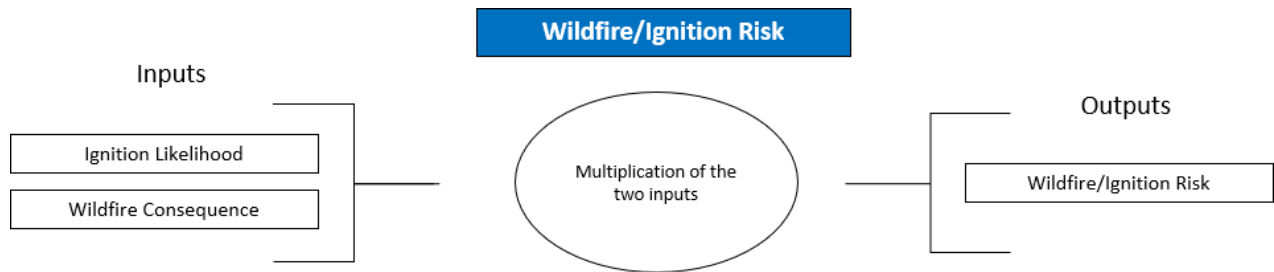 Wildfire/Ignition Risk
Inputs
Ignition Likelihood
Wildfire Consequence
Multiplication of the
two inputs
Outputs
Wildfire/Ignition Risk